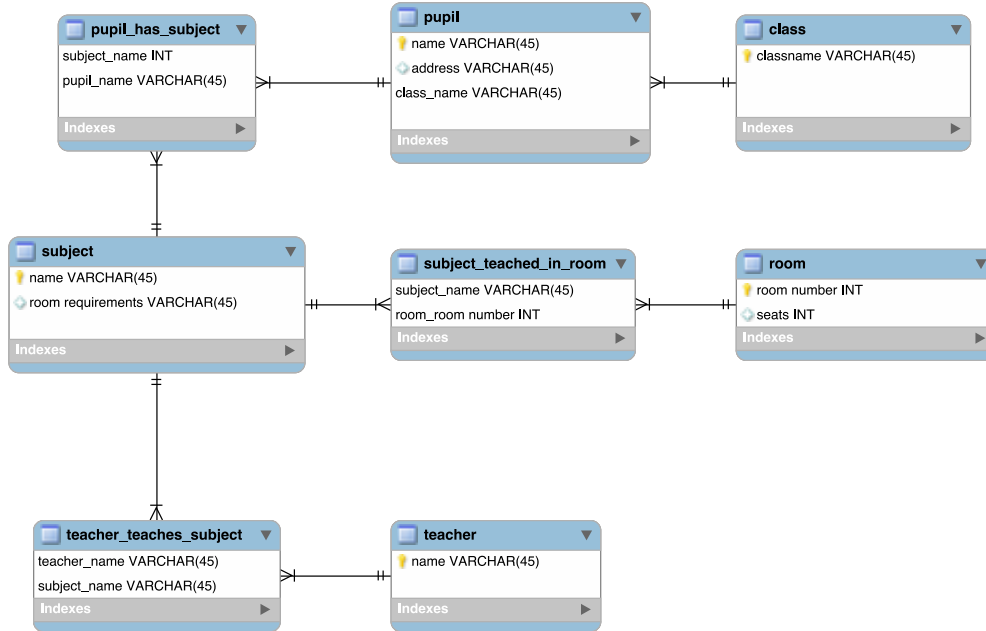 pupil_has_subject
subject_name INT
pupil_name VARCHAR(45)
Indexes
pupil
name VARCHAR(45)
address VARCHAR(45)
class_name VARCHAR(45)
Indexes
class
classname VARCHAR(45)
Indexes
subject
name VARCHAR(45)
room requirements VARCHAR(45)
Indexes
subject_teached_in_room
subject_name VARCHAR(45)
room_room number INT
Indexes
room
room number INT
seats INT
Indexes
teacher_teaches_subject
teacher_name VARCHAR(45)
subject_name VARCHAR(45)
Indexes
teacher
name VARCHAR(45)
Indexes